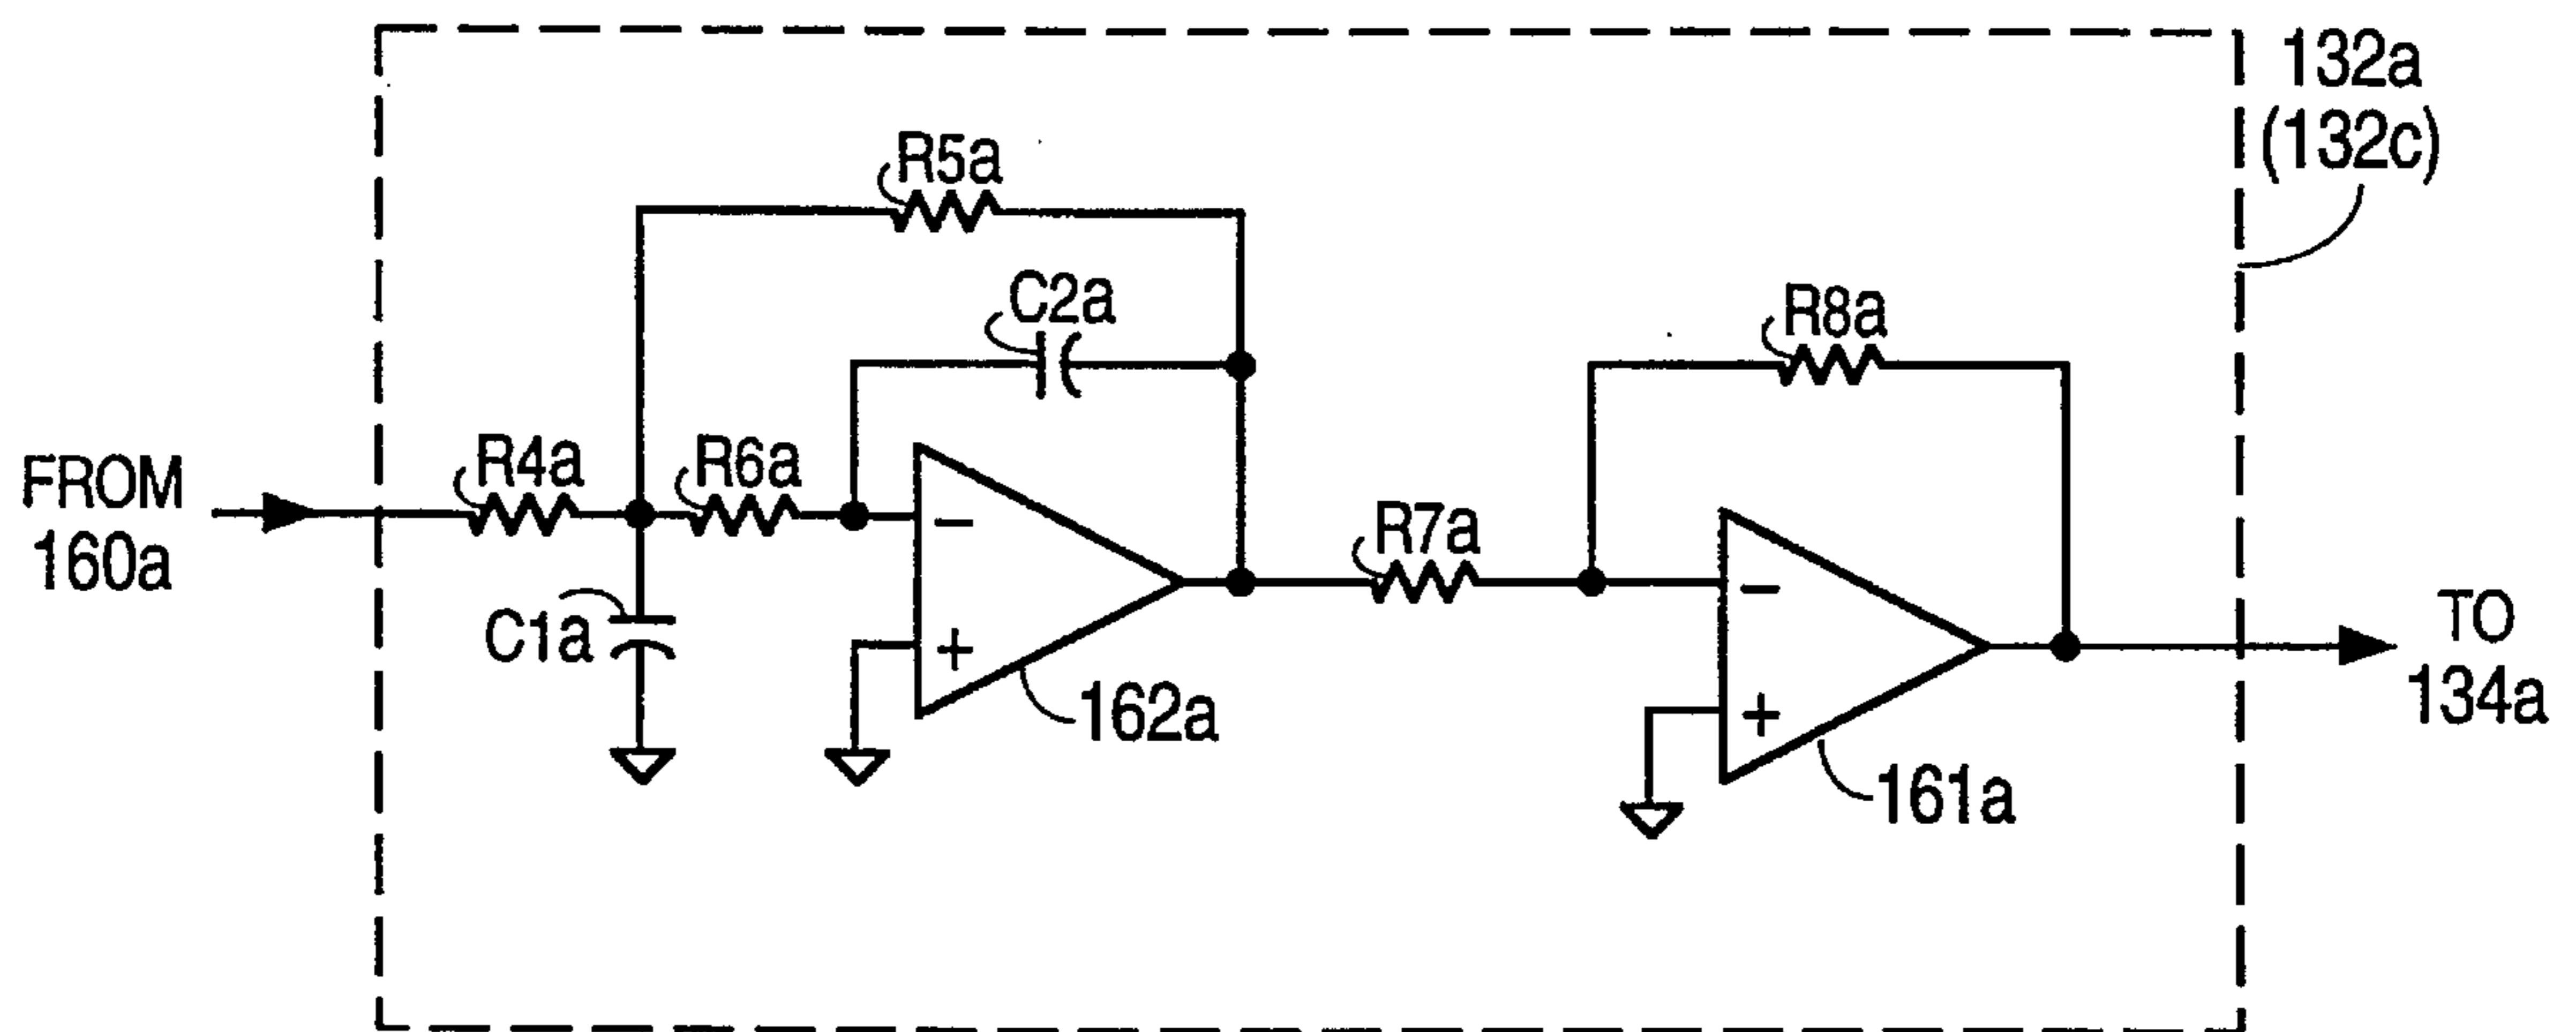 132a
(132c)
R5a
C2a
R8a
R4a
R6a
FROM
160a
R7a
C1a
−
+
162a
−
+
161a
TO
134a